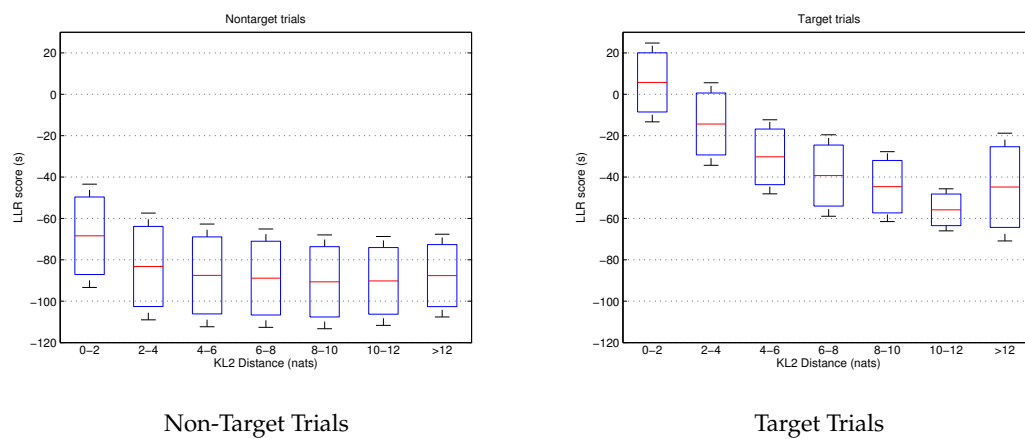 Nontarget trials
20
0
−20
−40
−60
−80
−100
−120
LLR score (s)
0−2 2−4 4−6 6−8 8−10 10−12 >12
KL2 Distance (nats)
Non-Target Trials
Target trials
20
0
−20
−40
−60
−80
−100
−120
LLR score (s)
0−2 2−4 4−6 6−8 8−10 10−12 >12
KL2 Distance (nats)
Target Trials